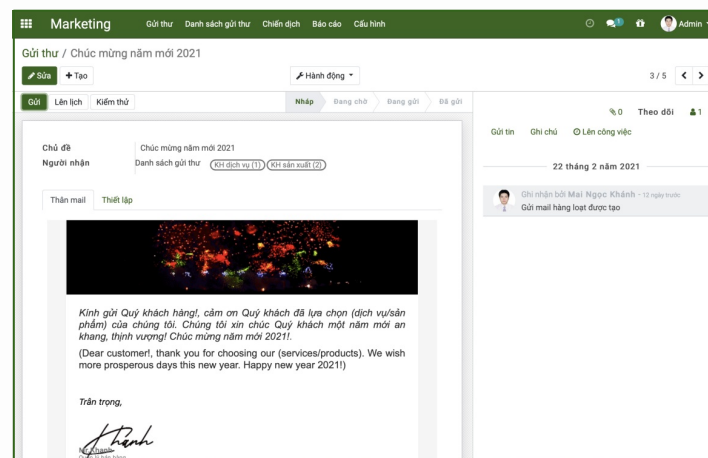 Marketing Gửi thư Danh sách gửi thư Chiến dịch Báo cáo Cấu hình Admin
Gửi thư / Chúc mừng năm mới 2021
Sửa + Tạo Hành động 3 / 5
Gửi Lên lịch Kiểm thử Nháp Đang chờ Đang gửi Đã gửi
0 Theo dõi 1
Gửi tin Ghi chú Lên công việc
Chủ đề Chúc mừng năm mới 2021
Người nhận Danh sách gửi thư KH dịch vụ (1) KH sản xuất (2)
22 tháng 2 năm 2021
Ghi nhận bởi Mai Ngọc Khánh - 12 ngày trước
Gửi mail hàng loạt được tạo
Thân mail Thiết lập
Kính gửi Quý khách hàng!, cảm ơn Quý khách đã lựa chọn (dịch vụ/sản
phẩm) của chúng tôi. Chúng tôi xin chúc Quý khách một năm mới an
khang, thịnh vượng! Chúc mừng năm mới 2021!.
(Dear customer!, thank you for choosing our (services/products). We wish
more prosperous days this new year. Happy new year 2021!)
Trân trọng,
Khánh
Mr Khanh